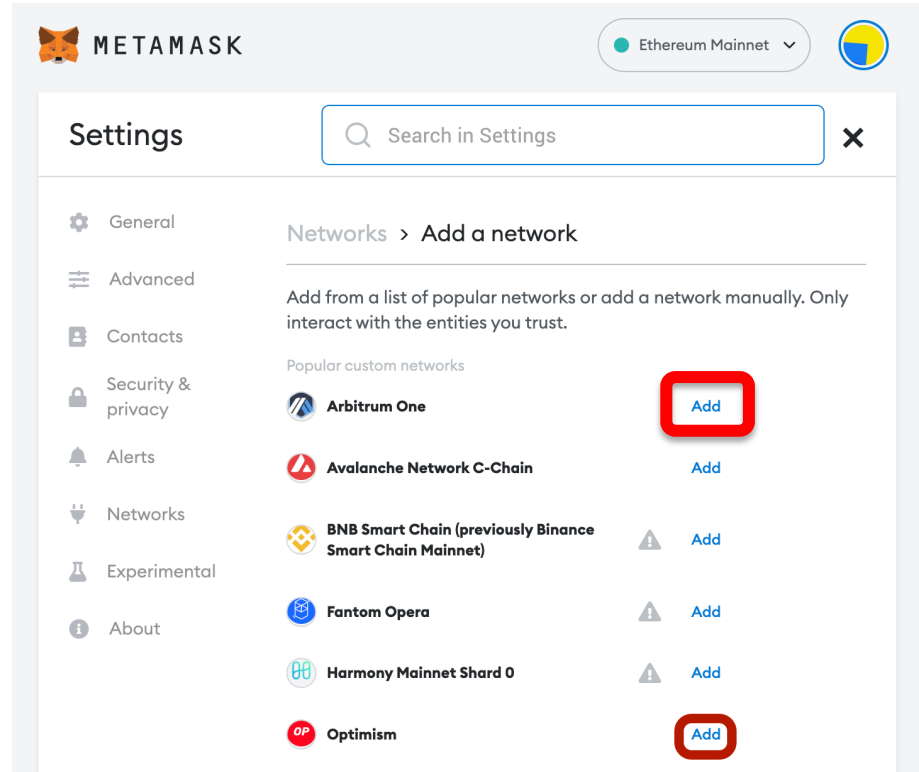 METAMASK
Ethereum Mainnet
Settings
Search in Settings
General
Advanced
Contacts
Security &
privacy
Alerts
Networks
Experimental
About
Networks > Add a network
Add from a list of popular networks or add a network manually. Only
interact with the entities you trust.
Popular custom networks
Arbitrum One Add
Avalanche Network C-Chain Add
BNB Smart Chain (previously Binance
Smart Chain Mainnet) Add
Fantom Opera Add
Harmony Mainnet Shard 0 Add
OP Optimism Add